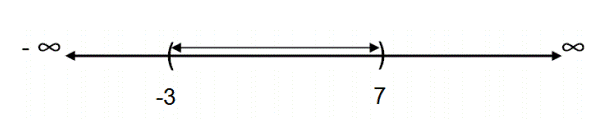 - ∞ ( ) ∞
-3 7